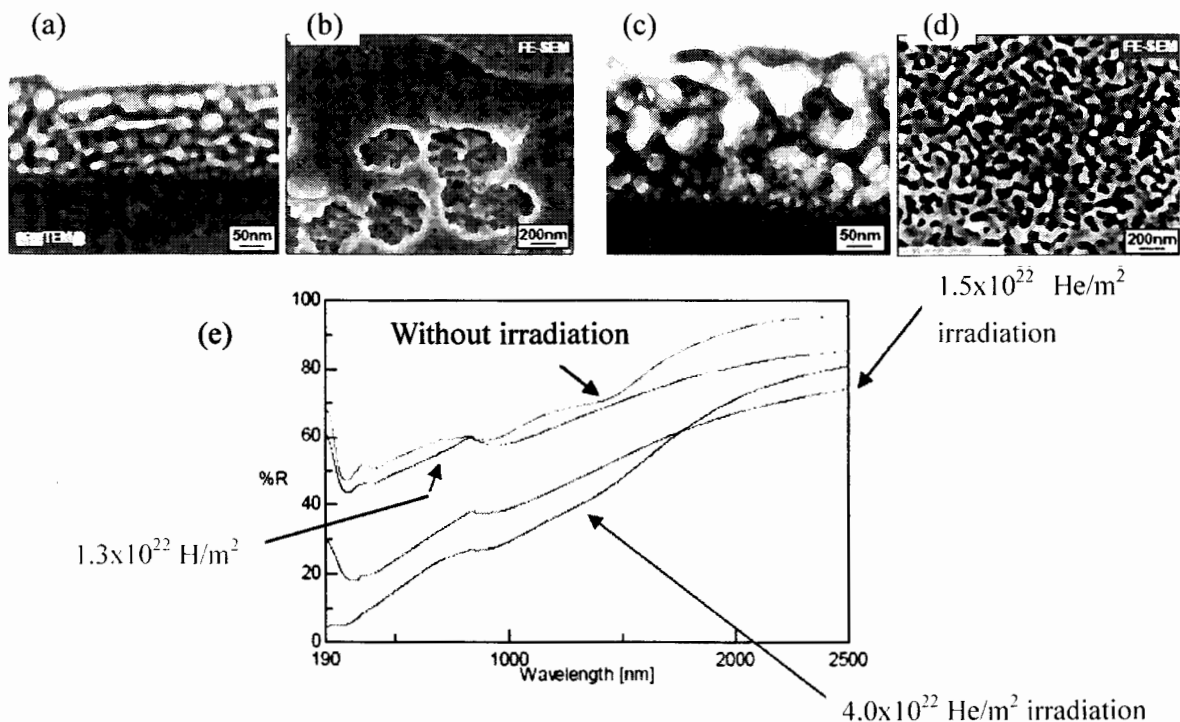 (a)
(b)
(c)
(d)
FE-SEM
FE-SEM
50nm
200nm
50nm
200nm
1.5x10²² He/m²
irradiation
(e)
100
80
60
%R
40
20
0
Without irradiation
1.3x10²² H/m²
190
1000
2000
2500
Wavelength [nm]
4.0x10²² He/m² irradiation